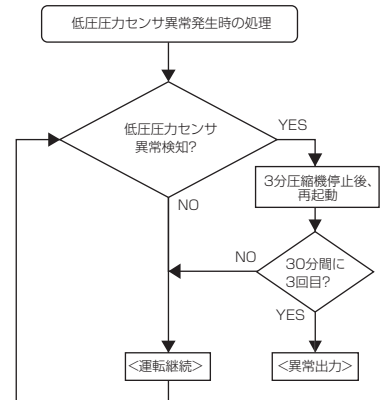 低圧圧力センサ異常発生時の処理
低圧圧力センサ
異常検知?
YES
3分圧縮機停止後、
再起動
NO
NO
30分間に
3回目?
YES
<運転継続>
<異常出力>